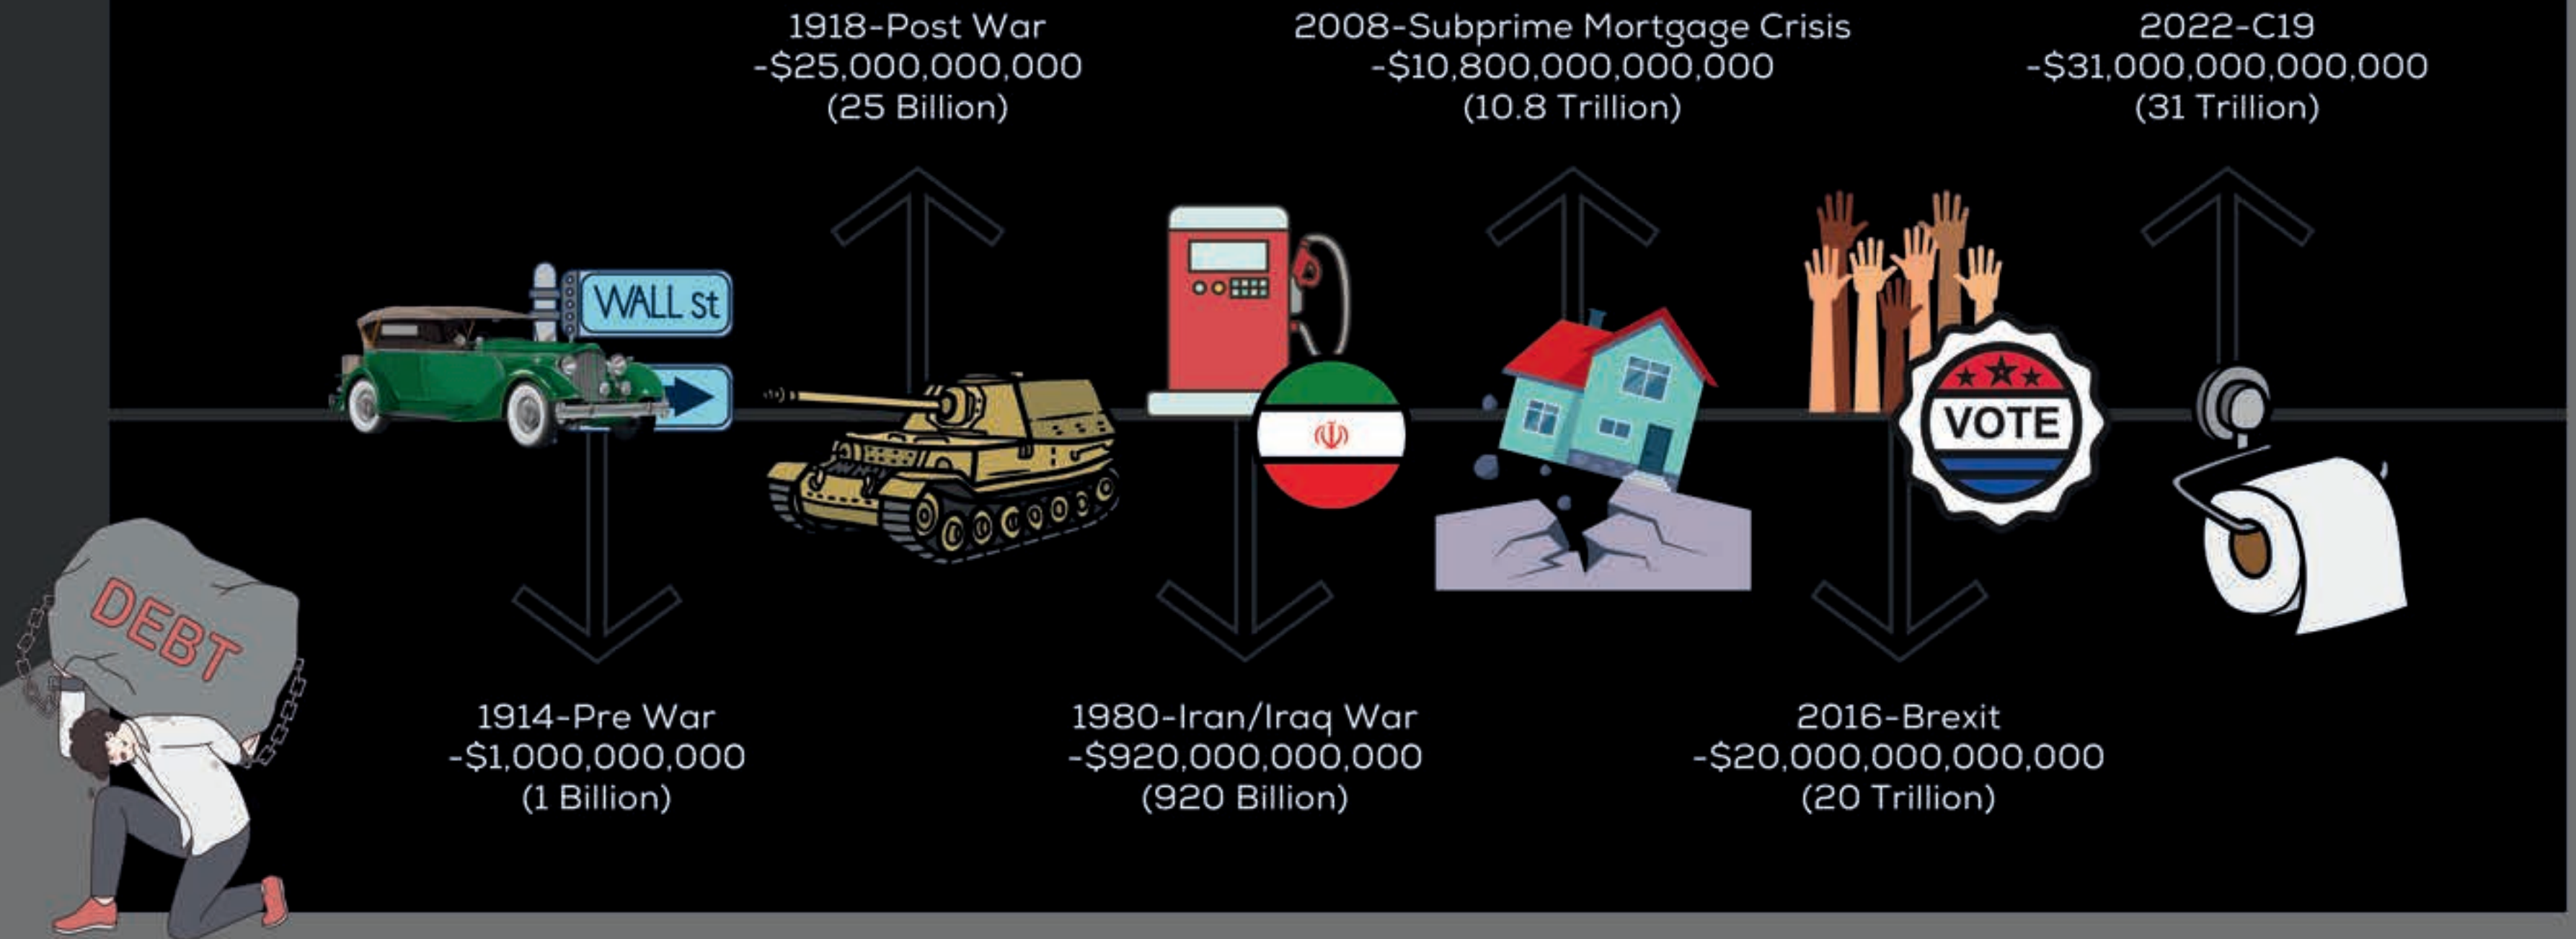 1918-Post War
-$25,000,000,000
(25 Billion)
2008-Subprime Mortgage Crisis
-$10,800,000,000,000
(10.8 Trillion)
2022-C19
-$31,000,000,000,000
(31 Trillion)
WALL st
VOTE
DEBT
1914-Pre War
-$1,000,000,000
(1 Billion)
1980-Iran/Iraq War
-$920,000,000,000
(920 Billion)
2016-Brexit
-$20,000,000,000,000
(20 Trillion)